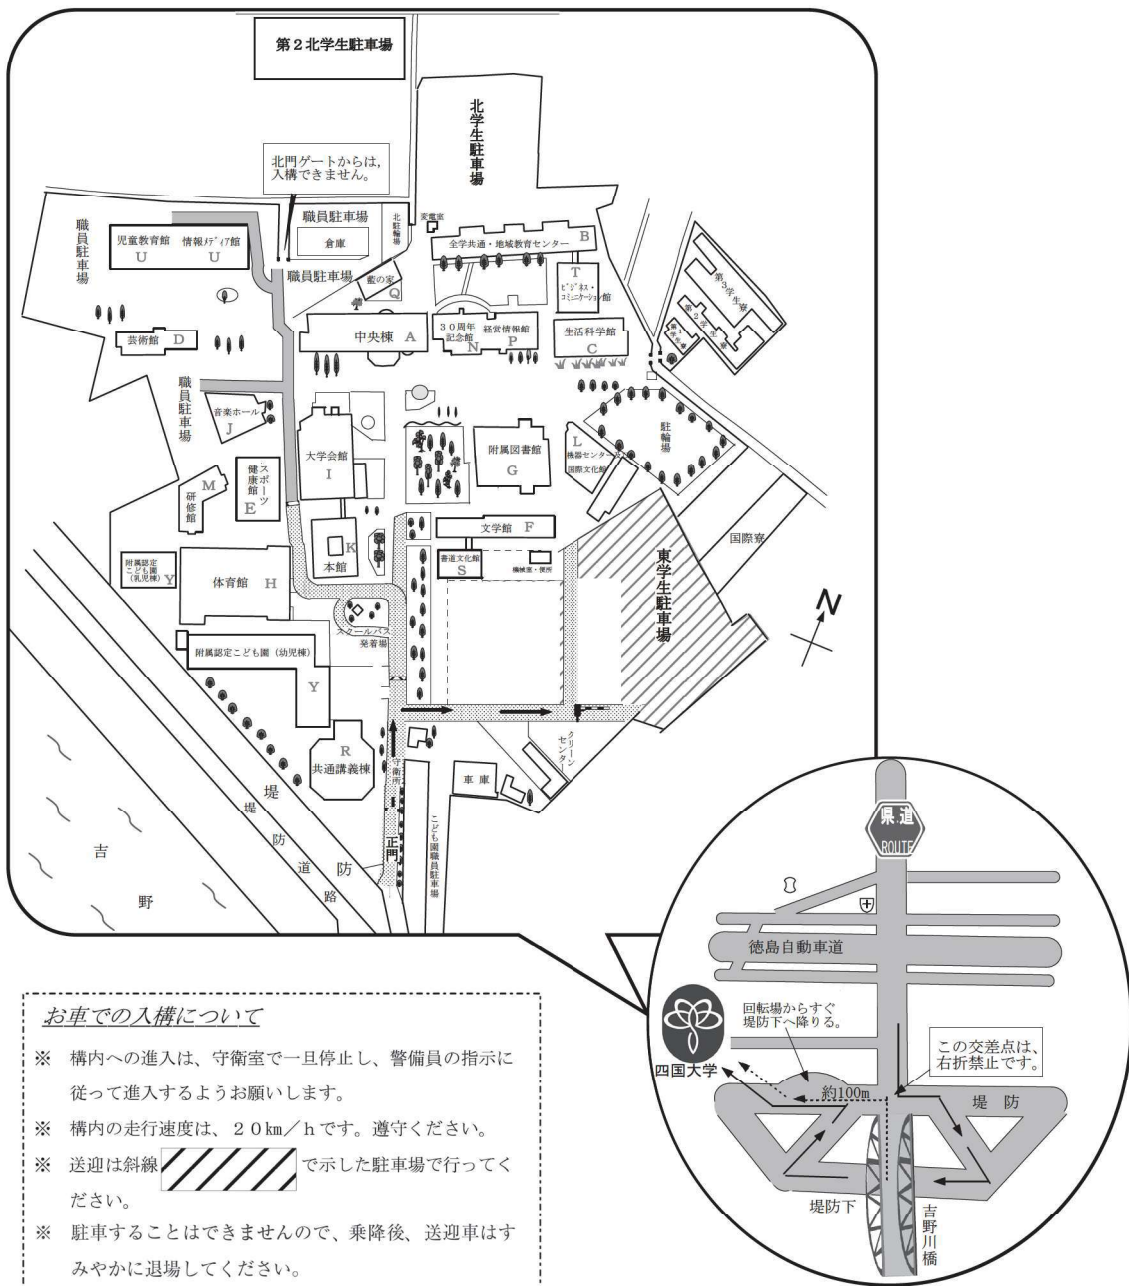 第２北学生駐車場
北学生駐車場
北門ゲートからは,
入構できません。
職員駐車場
児童教育館
U
情報メディア館
U
職員駐車場
倉庫
職員駐車場
北駐輪場
変電室
全学共通・地域教育センター
B
藍の家
Q
T
ビジネス・
コミュニケーション館
第３学生寮
第２学生寮
第１学生寮
芸術館
D
中央棟
A
３０周年
記念館
N
経営情報館
P
生活科学館
C
職員駐車場
音楽ホール
J
大学会館
I
附属図書館
G
L
機器センター及び
国際文化館
駐輪場
M
研修館
スポーツ
健康館
E
K
本館
文学館
F
書道文化館
S
機械室・便所
国際寮
東学生駐車場
附属認定
こども園
(乳児棟)
Y
体育館
H
スクールバス
発着場
附属認定こども園（幼児棟）
Y
N
R
共通講義棟
守衛所
車庫
クリーン
センター
正門
こども園職員駐車場
堤防
堤防道路
吉野
県道
ROUTE
徳島自動車道
回転場からすぐ
堤防下へ降りる。
四国大学
この交差点は、
右折禁止です。
約100m
堤防
堤防下
吉野川橋
お車での入構について
※ 構内への進入は、守衛室で一旦停止し、警備員の指示に
従って進入するようお願いします。
※ 構内の走行速度は、２０㎞／ｈです。遵守ください。
※ 送迎は斜線 で示した駐車場で行ってく
ださい。
※ 駐車することはできませんので、乗降後、送迎車はす
みやかに退場してください。